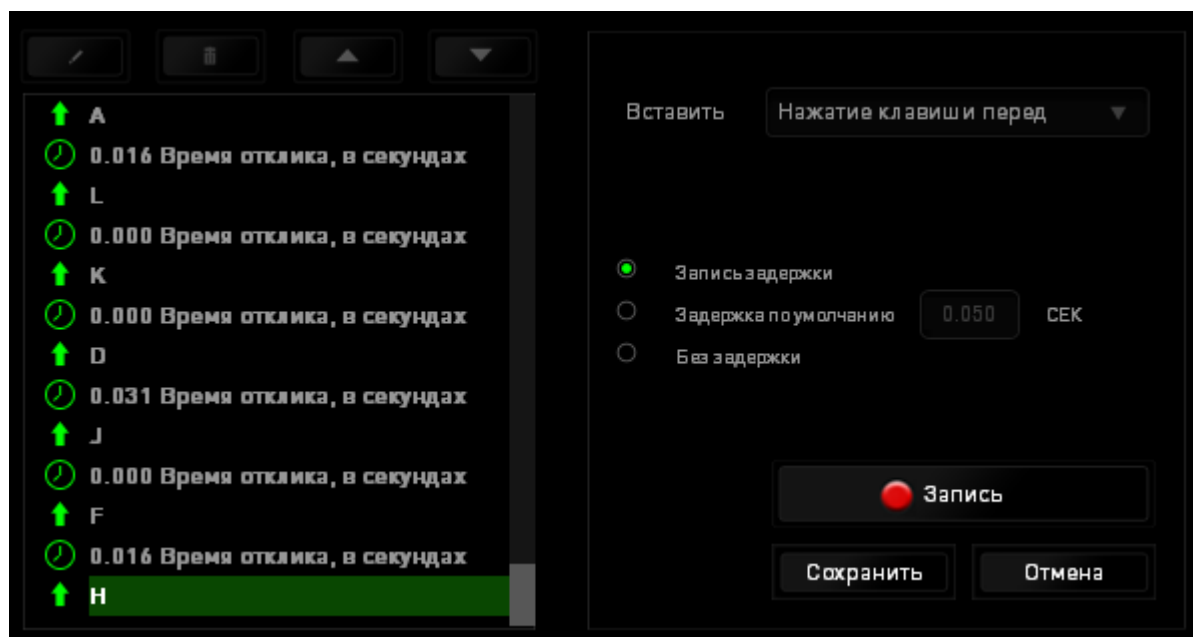 A
0.016 Время отклика, в секундах
L
0.000 Время отклика, в секундах
K
0.000 Время отклика, в секундах
D
0.031 Время отклика, в секундах
J
0.000 Время отклика, в секундах
F
0.016 Время отклика, в секундах
H
Вставить Нажатие клавиши перед
Запись задержки
Задержка по умолчанию 0.050 СЕК
Без задержки
Запись
Сохранить Отмена